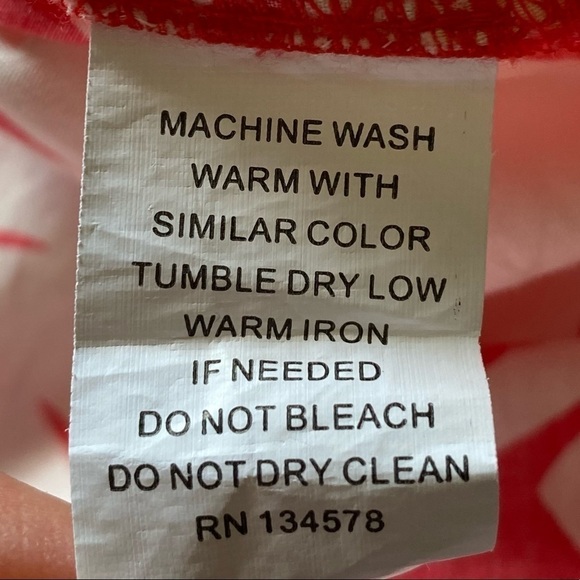 MACHINE WASH
WARM WITH
SIMILAR COLOR
TUMBLE DRY LOW
WARM IRON
IF NEEDED
DO NOT BLEACH
DO NOT DRY CLEAN
RN 134578